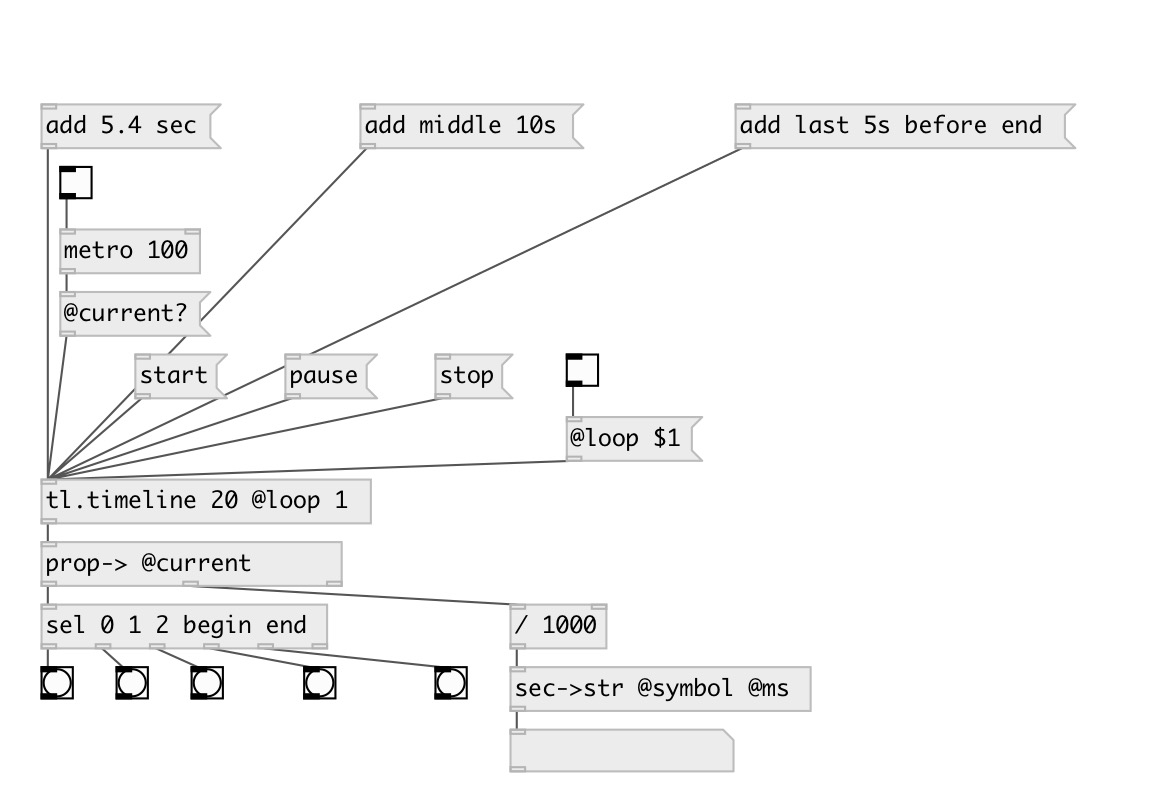 add 5.4 sec
add middle 10s
add last 5s before end
metro 100
@current?
start
pause
stop
@loop $1
tl.timeline 20 @loop 1
prop-> @current
sel 0 1 2 begin end
/ 1000
sec->str @symbol @ms